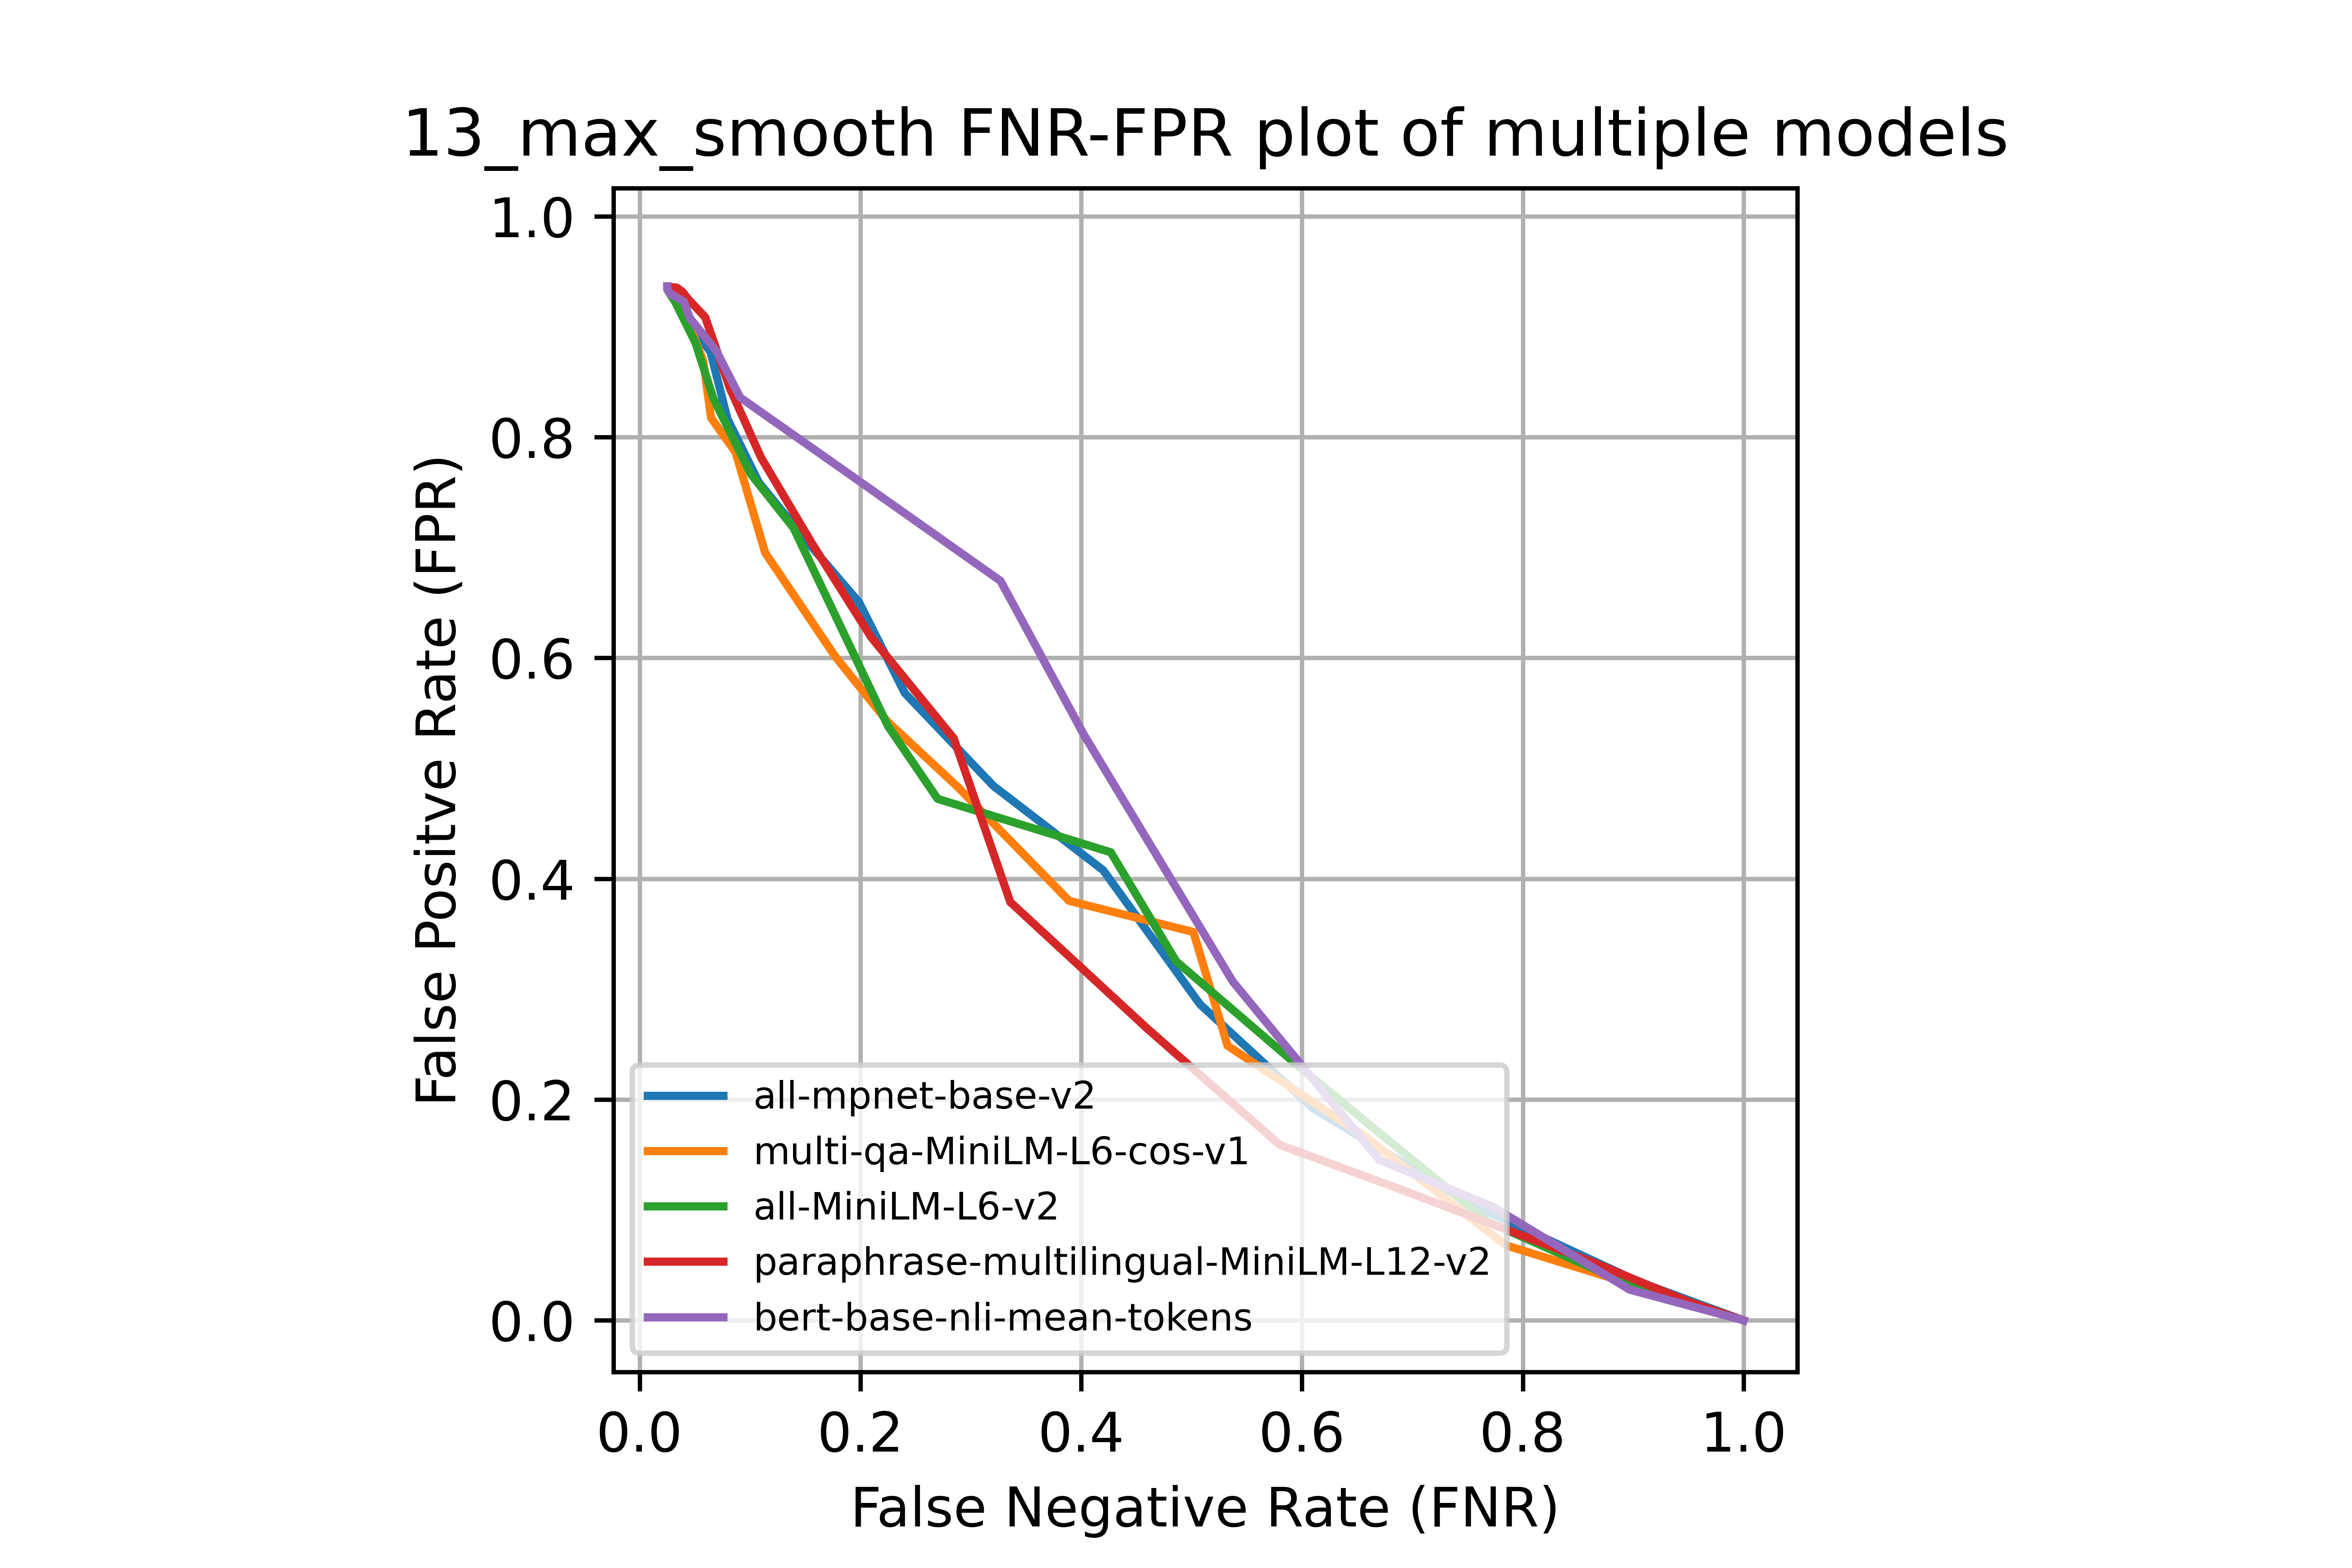 13_max_smooth FNR-FPR plot of multiple models
1.0
0.8
0.6
0.4
0.2
0.0
False Positve Rate (FPR)
all-mpnet-base-v2
multi-qa-MiniLM-L6-cos-v1
all-MiniLM-L6-v2
paraphrase-multilingual-MiniLM-L12-v2
bert-base-nli-mean-tokens
0.0 0.2 0.4 0.6 0.8 1.0
False Negative Rate (FNR)